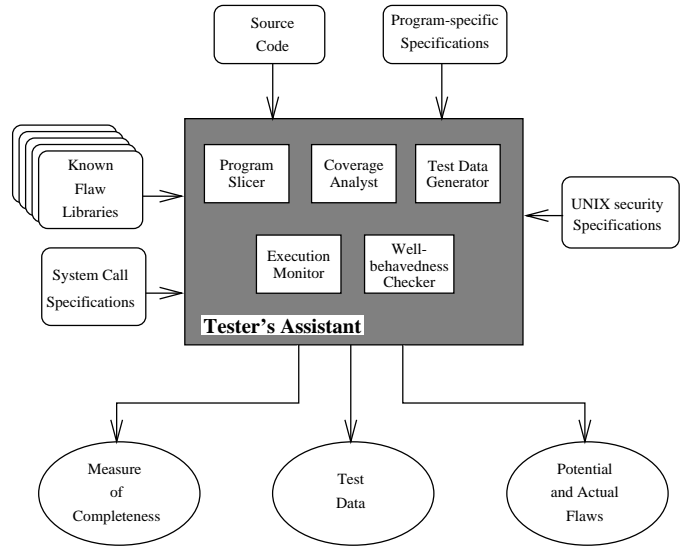 Source
Code
Program-specific
Specifications
Known
Flaw
Libraries
Program
Slicer
Coverage
Analyst
Test Data
Generator
UNIX security
Specifications
System Call
Specifications
Execution
Monitor
Well-
behavedness
Checker
Tester's Assistant
Measure
of
Completeness
Test
Data
Potential
and Actual
Flaws